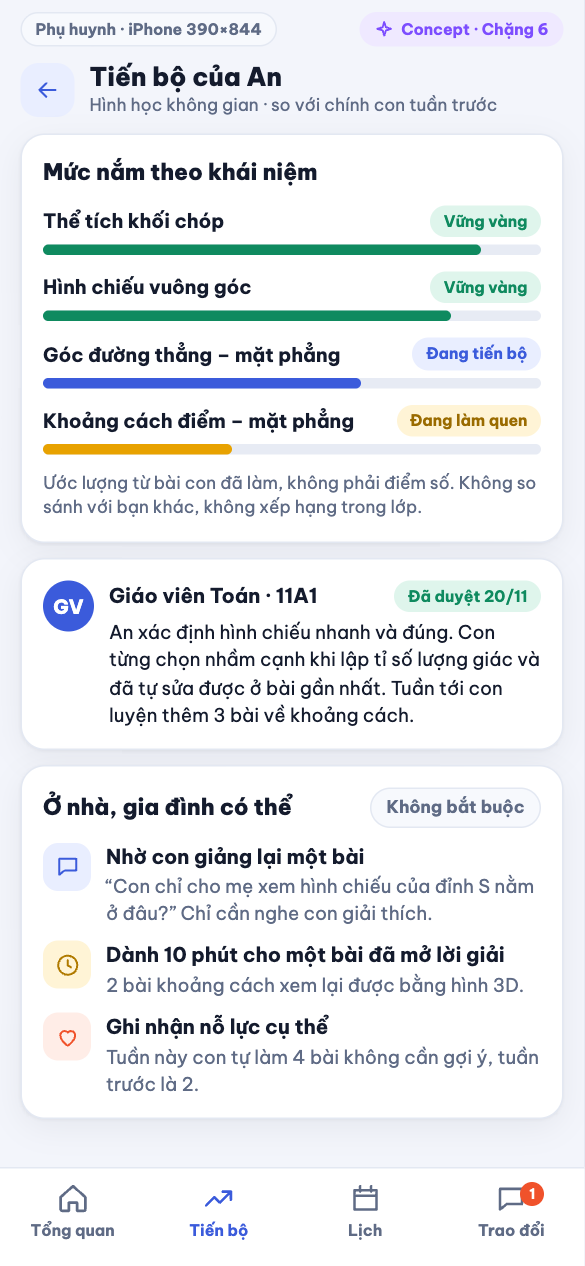 Phụ huynh · iPhone 390×844
Concept · Chặng 6
Tiến bộ của An
Hình học không gian · so với chính con tuần trước
Mức nắm theo khái niệm
Thể tích khối chóp
Vững vàng
Hình chiếu vuông góc
Vững vàng
Góc đường thẳng – mặt phẳng
Đang tiến bộ
Khoảng cách điểm – mặt phẳng
Đang làm quen
Ước lượng từ bài con đã làm, không phải điểm số. Không so
sánh với bạn khác, không xếp hạng trong lớp.
GV
Giáo viên Toán · 11A1
Đã duyệt 20/11
An xác định hình chiếu nhanh và đúng. Con
từng chọn nhầm cạnh khi lập tỉ số lượng giác và
đã tự sửa được ở bài gần nhất. Tuần tới con
luyện thêm 3 bài về khoảng cách.
Ở nhà, gia đình có thể
Không bắt buộc
Nhờ con giảng lại một bài
“Con chỉ cho mẹ xem hình chiếu của đỉnh S nằm
ở đâu?” Chỉ cần nghe con giải thích.
Dành 10 phút cho một bài đã mở lời giải
2 bài khoảng cách xem lại được bằng hình 3D.
Ghi nhận nỗ lực cụ thể
Tuần này con tự làm 4 bài không cần gợi ý, tuần
trước là 2.
1
Tổng quan
Tiến bộ
Lịch
Trao đổi